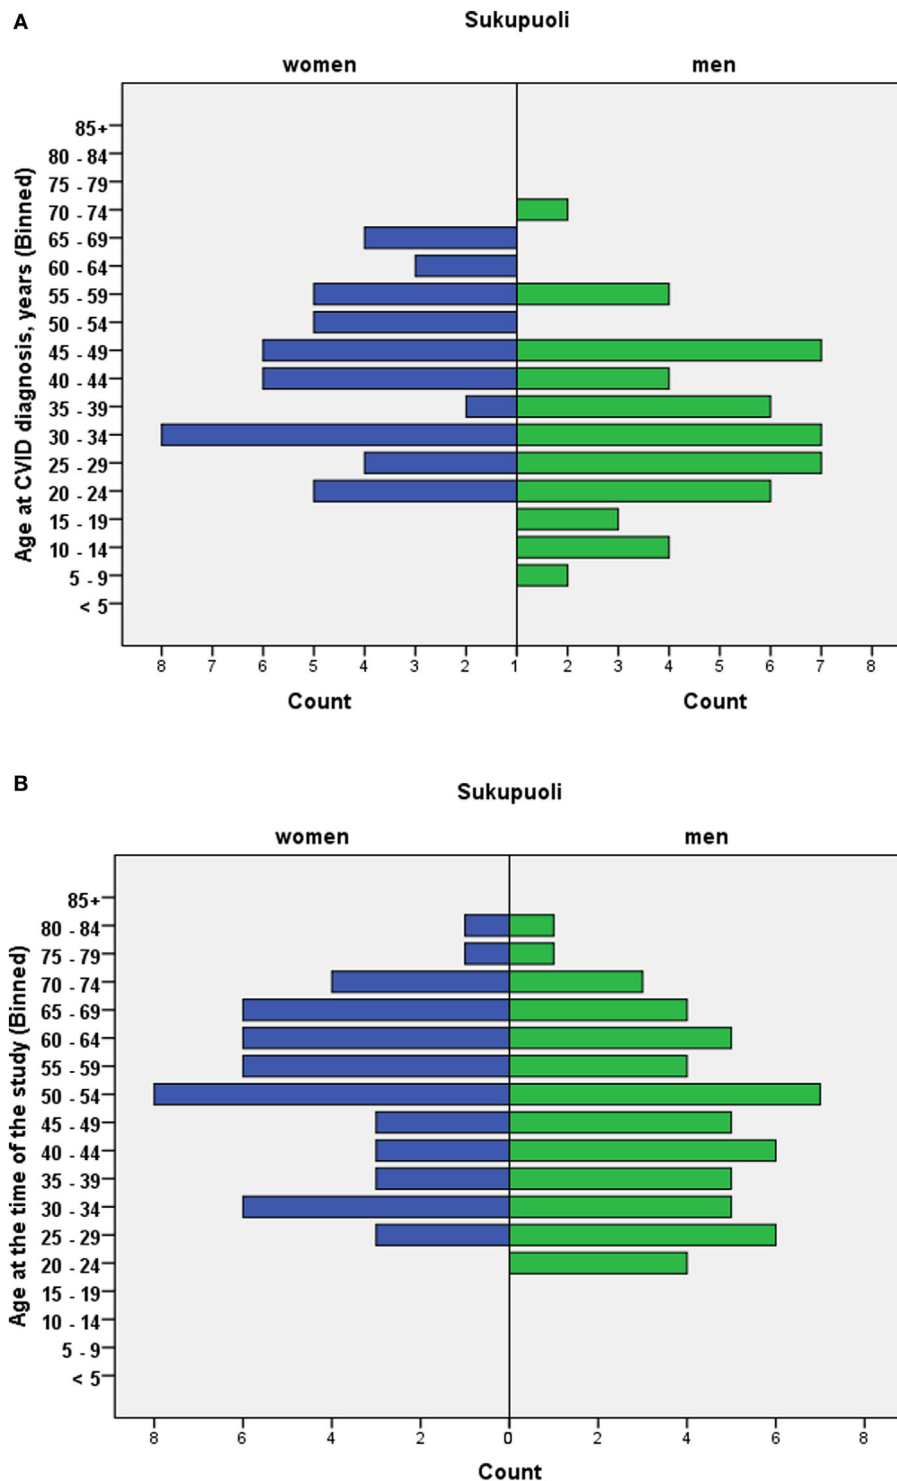 A
Sukupuoli
women men
Age at CVID diagnosis, years (Binned)
85+
80 - 84
75 - 79
70 - 74
65 - 69
60 - 64
55 - 59
50 - 54
45 - 49
40 - 44
35 - 39
30 - 34
25 - 29
20 - 24
15 - 19
10 - 14
5 - 9
< 5
8 7 6 5 4 3 2 1 2 3 4 5 6 7 8
Count Count
B
Sukupuoli
women men
Age at the time of the study (Binned)
85+
80 - 84
75 - 79
70 - 74
65 - 69
60 - 64
55 - 59
50 - 54
45 - 49
40 - 44
35 - 39
30 - 34
25 - 29
20 - 24
15 - 19
10 - 14
5 - 9
< 5
8 6 4 2 0 2 4 6 8
Count